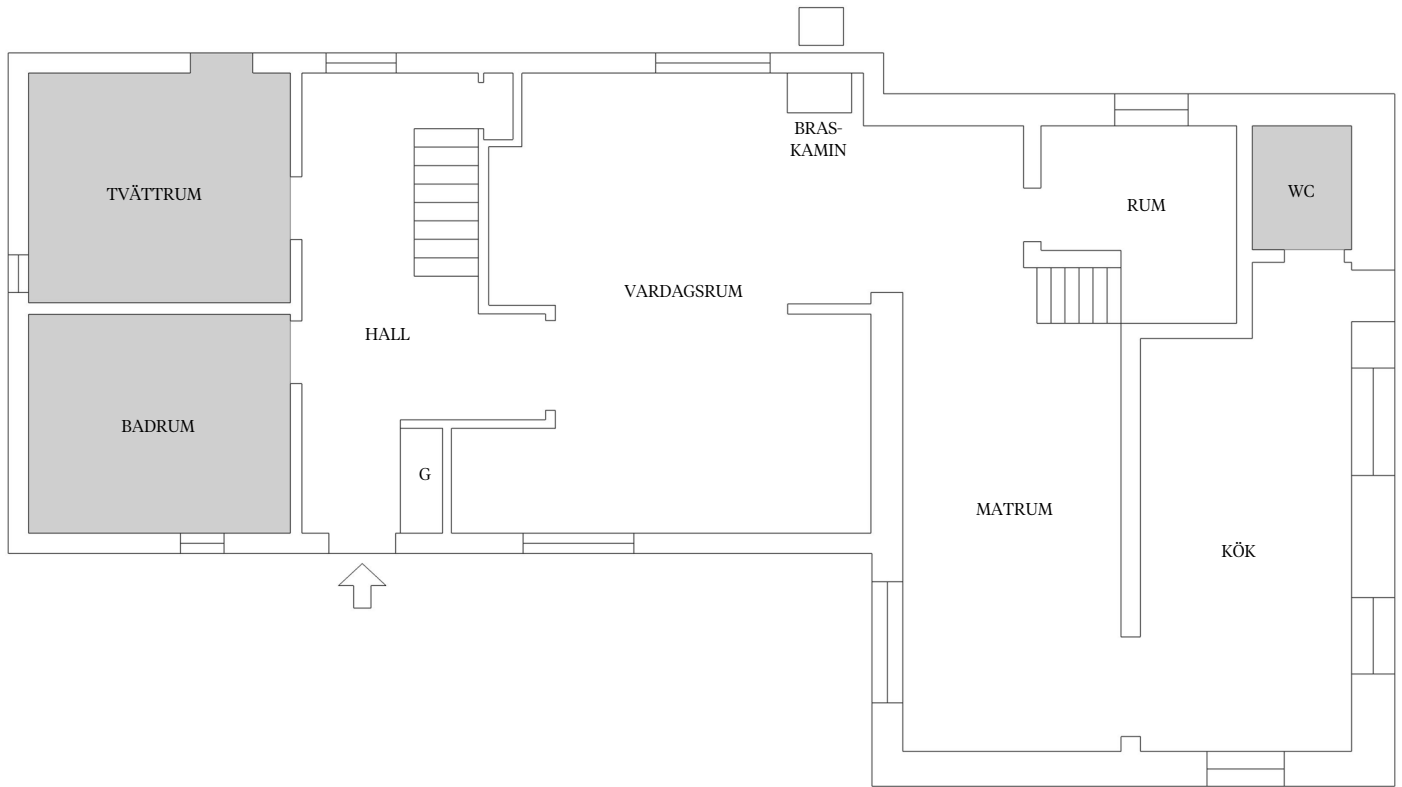 BRAS-
KAMIN
TVÄTTRUM
WC
RUM
VARDAGSRUM
HALL
BADRUM
G
MATRUM
KÖK